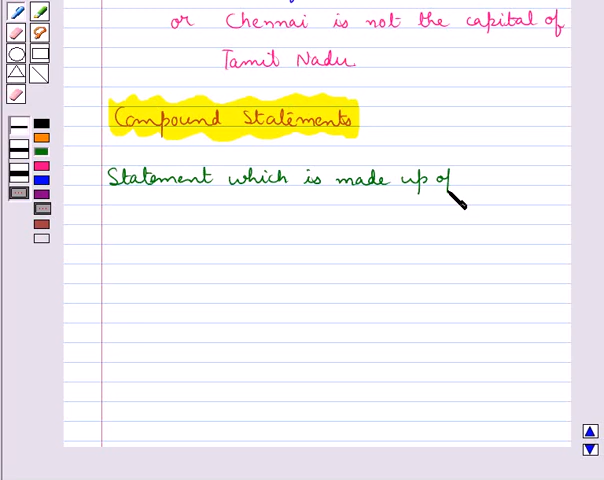 or Chennai is not the capital of
Tamil Nadu
Compound Statements
Statement which is made up of